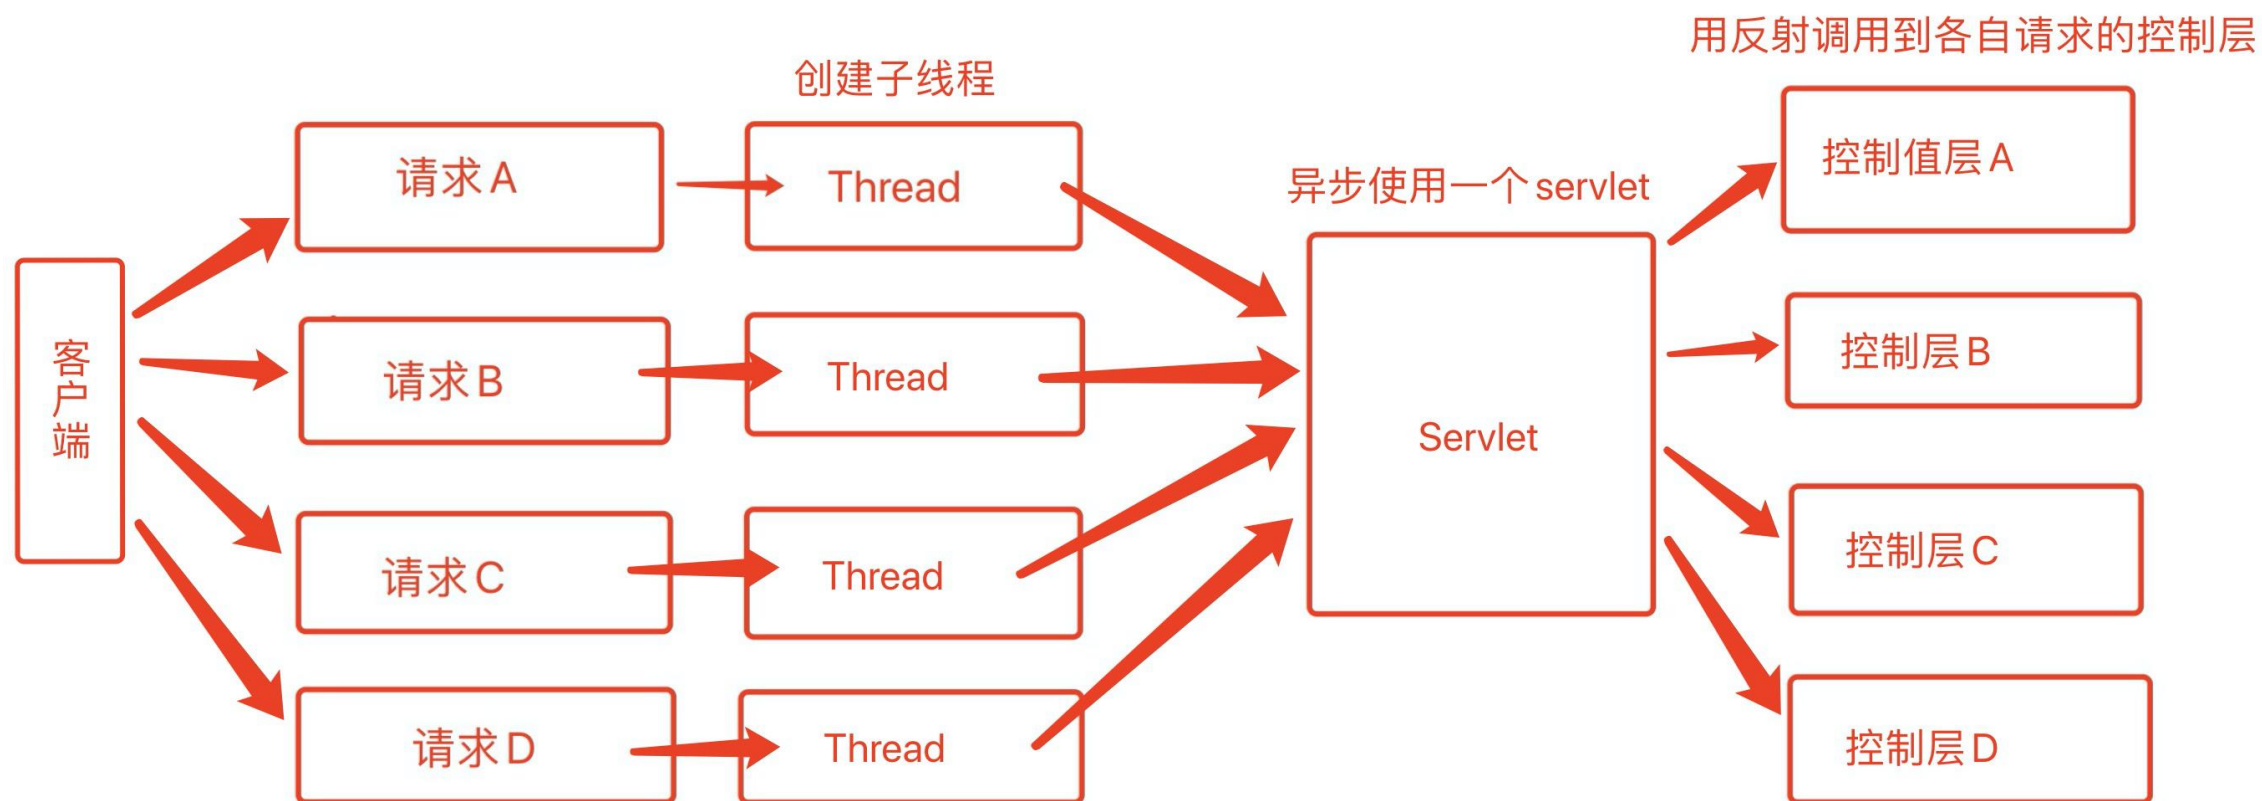 用反射调用到各自请求的控制层
创建子线程
异步使用一个servlet
客户端
请求A
Thread
控制值层A
请求B
Thread
控制层B
Servlet
请求C
Thread
控制层C
请求D
Thread
控制层D